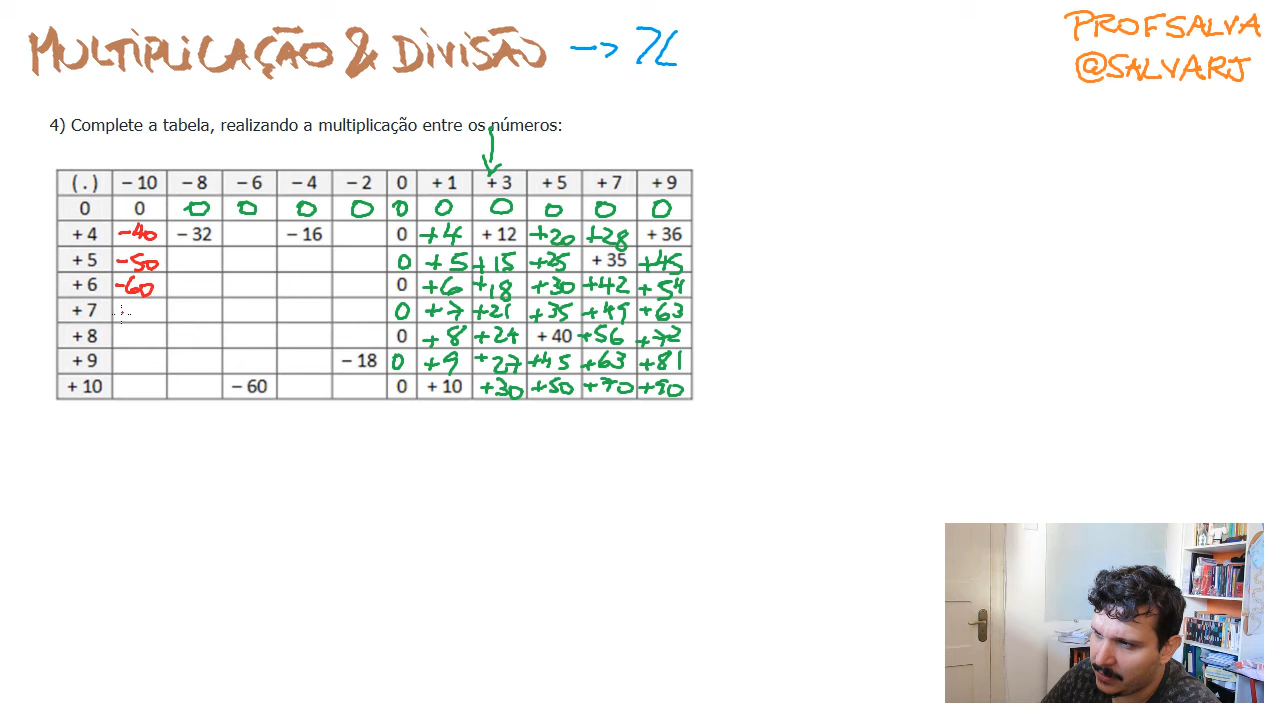 MULTIPLICAÇÃO & DIVISÃO → Z
PROFSALVA
@SALVARJ
4) Complete a tabela, realizando a multiplicação entre os números:
( . ) – 10 – 8 – 6 – 4 – 2 0 + 1 + 3 + 5 + 7 + 9
0 0 0 0 0 0 0 0 0 0 0 0
+ 4 -40 – 32 – 16 0 +4 + 12 +20 +28 + 36
+ 5 -50 0 +5 +15 +25 + 35 +45
+ 6 -60 0 +6 +18 +30 +42 +54
+ 7 0 +7 +21 +35 +49 +63
+ 8 0 +8 +24 + 40 +56 +72
+ 9 – 18 0 +9 +27 +45 +63 +81
+ 10 – 60 0 + 10 +30 +50 +70 +90